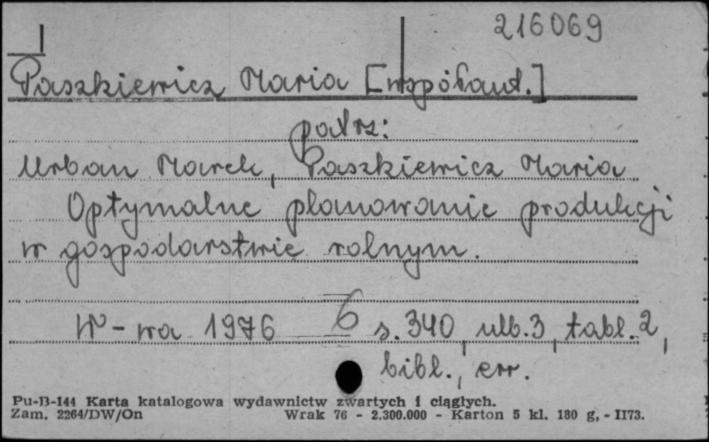 216069
Paszkiewicz Maria [współaut.]
patrz:
Urban Marek, Paszkiewicz Maria
Optymalne planowanie produkcji
w gospodarstwie rolnym.
W-wa 1976 6 s. 340, ulb. 3, tabl. 2,
bibl., err.
Pu-B-144 Karta katalogowa wydawnictw zwartych i ciągłych.
Zam. 2264/DW/On Wrak 76 - 2.300.000 - Karton 5 kl. 180 g, - II73.